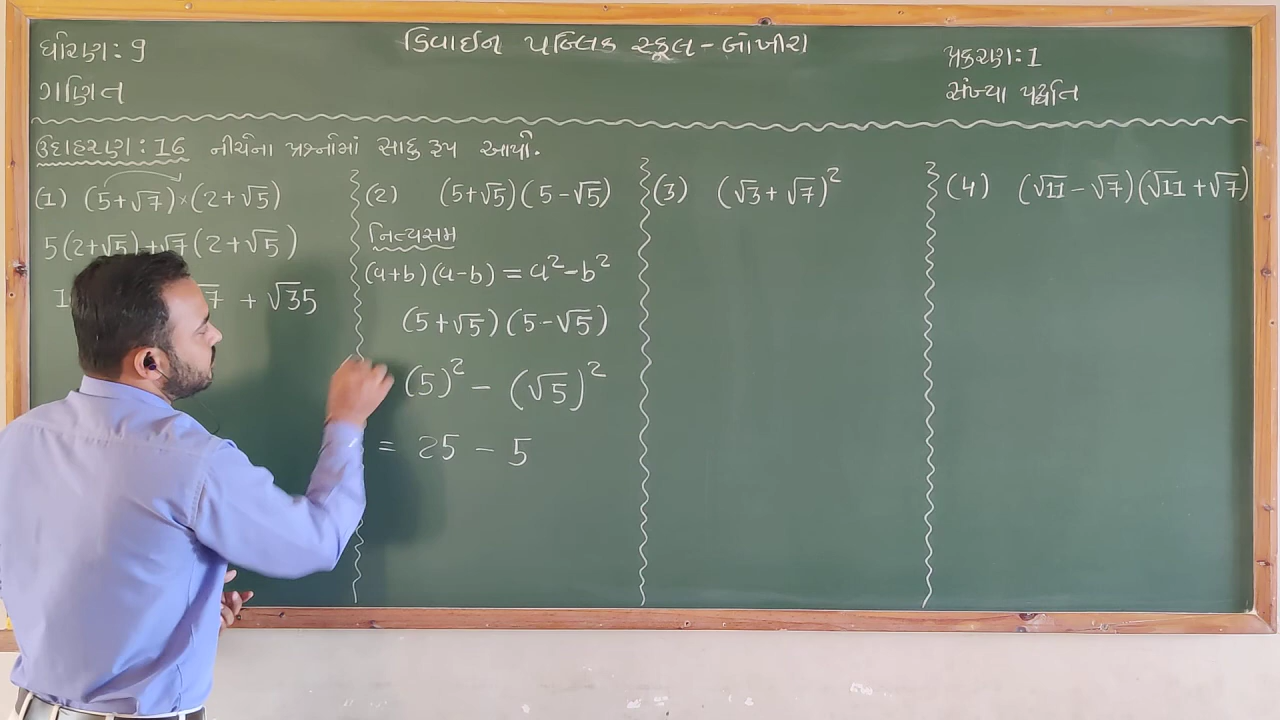 ડિવાઈન પબ્લિક સ્કૂલ - લાખીરા
ધોરણ : 9
ગણિત
પ્રકરણ : 1
સંખ્યા પદ્ધતિ
ઉદાહરણ : 16 નીચેના પ્રશ્નોમાં સાદુ રૂપ આપો.
(1) (5+√7)×(2+√5)
5(2+√5)+√7(2+√5)
√7 + √35
(2) (5+√5)(5-√5)
નિત્યસમ
(a+b)(a-b) = a²-b²
(5+√5)(5-√5)
(5)² - (√5)²
= 25 - 5
(3) (√3+√7)²
(4) (√11-√7)(√11+√7)